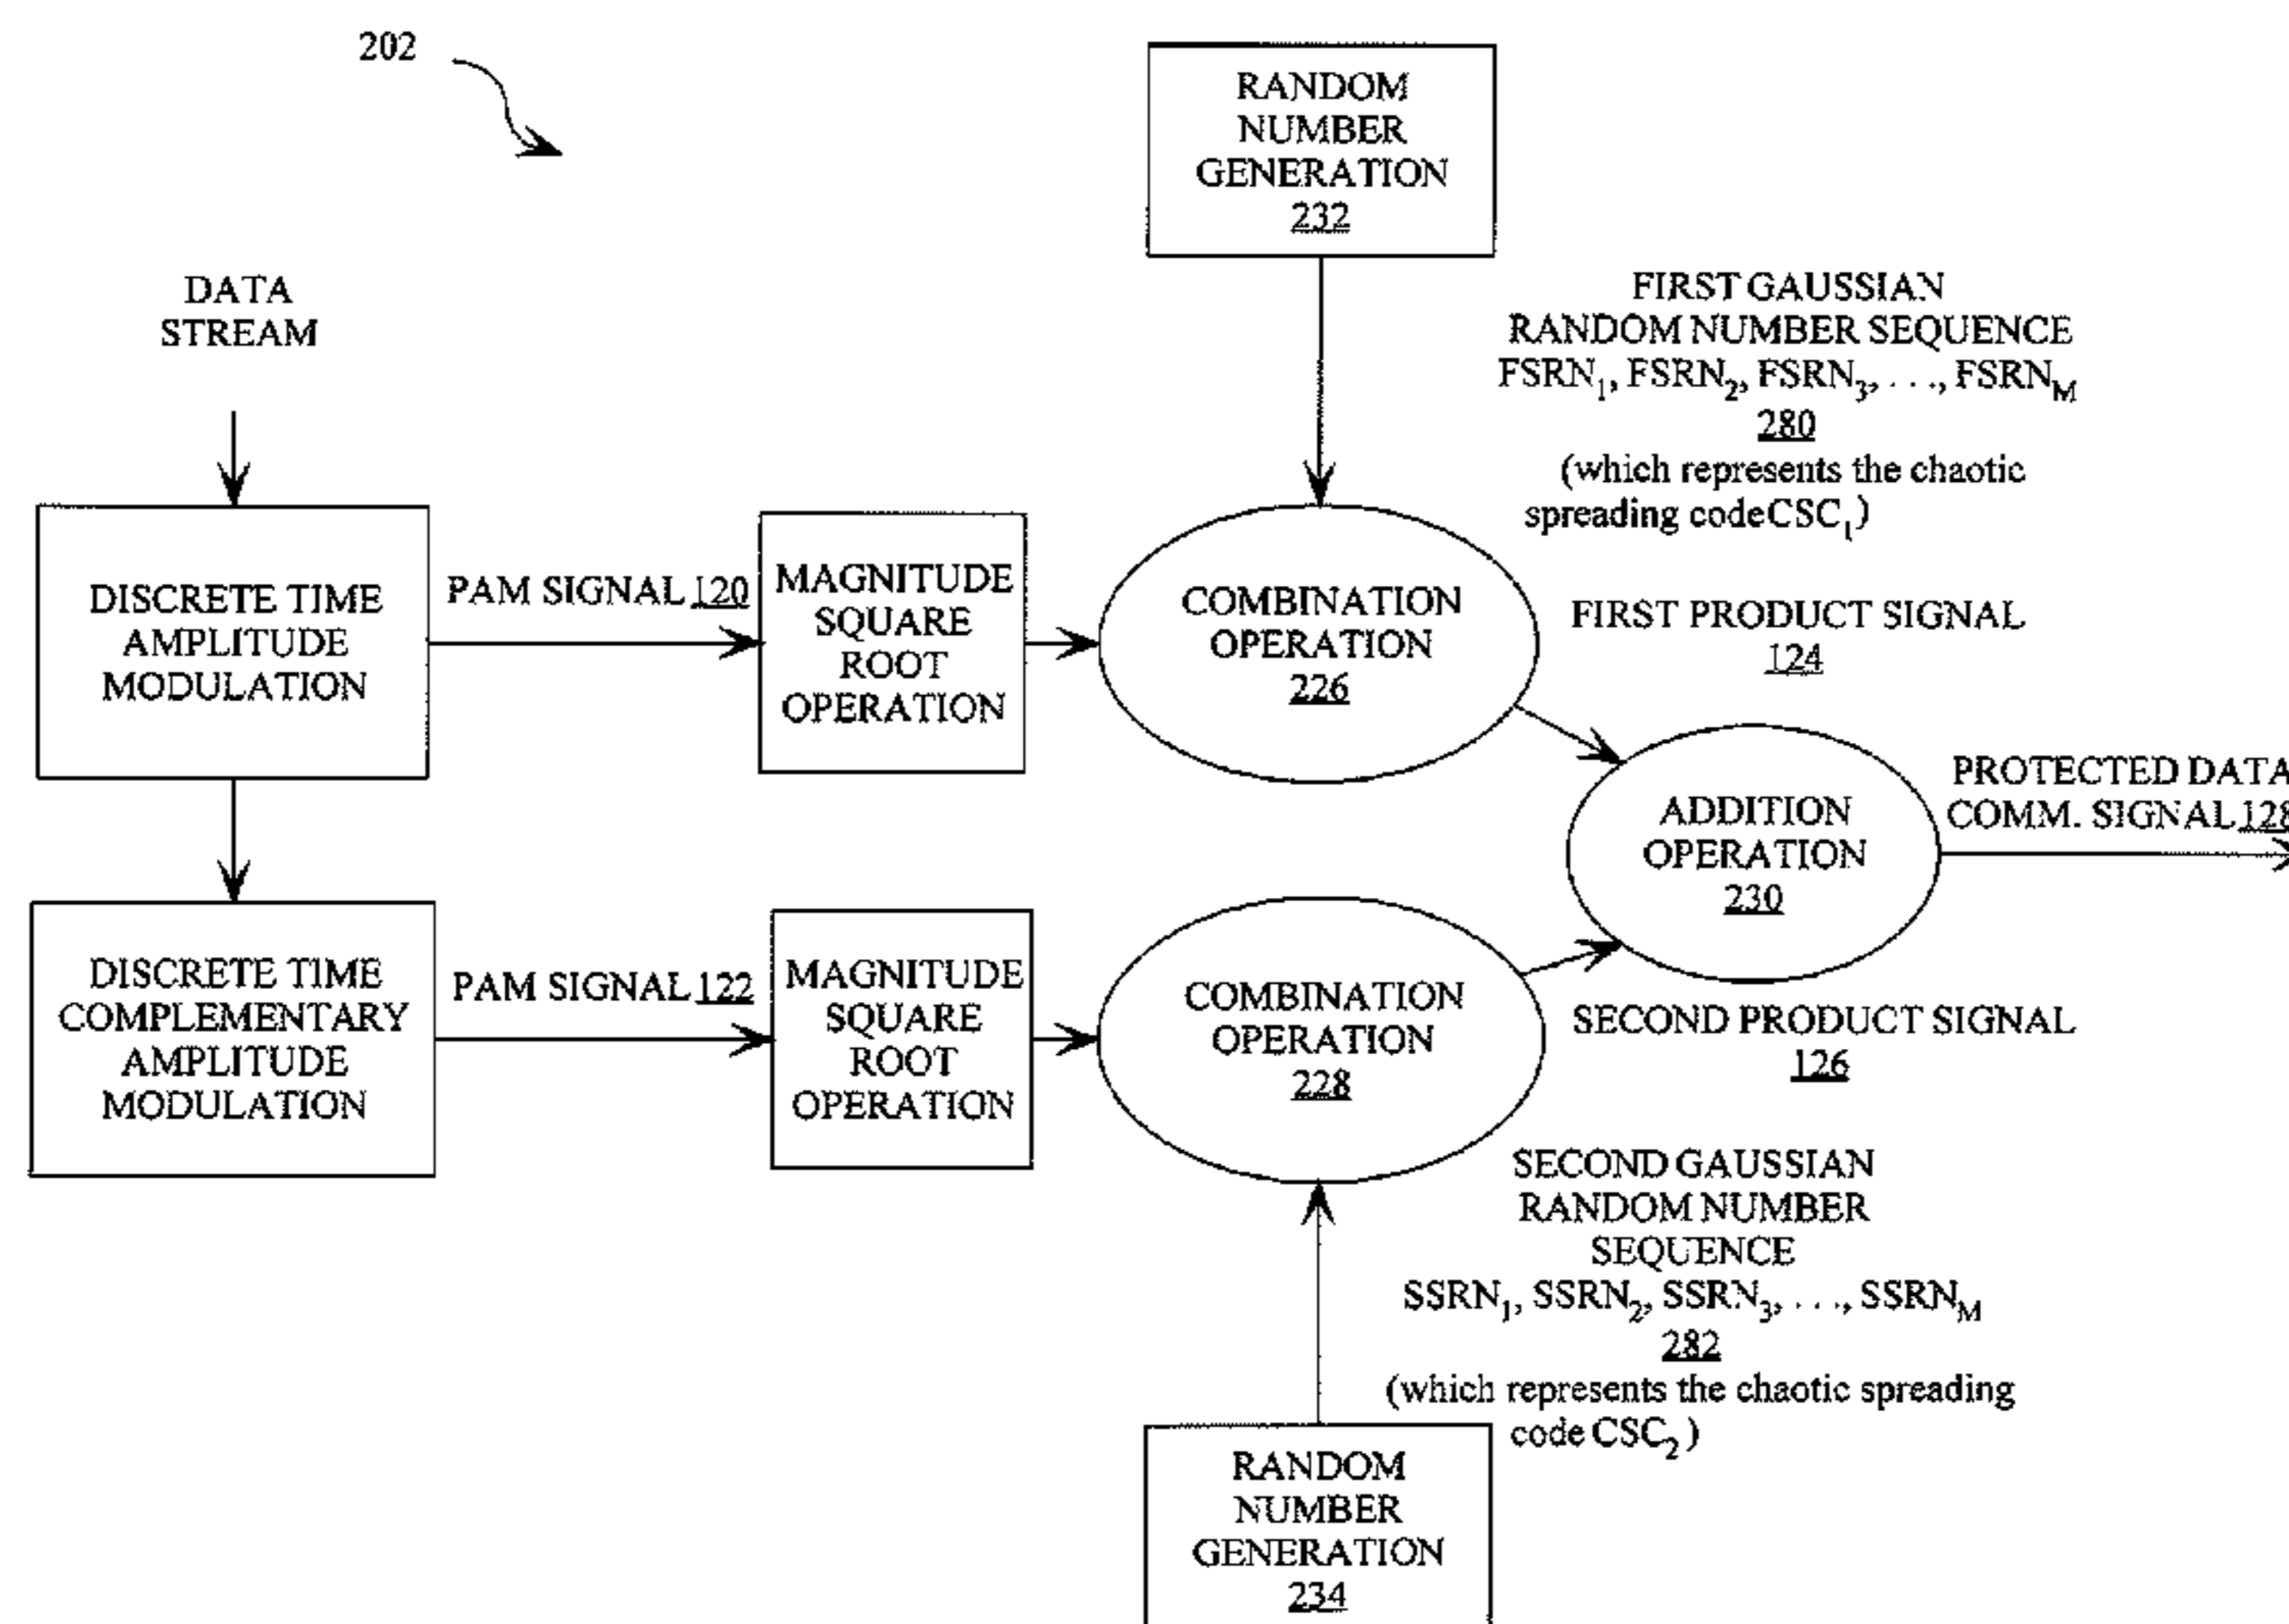 202
RANDOM
NUMBER
GENERATION
232
DATA
STREAM
FIRST GAUSSIAN
RANDOM NUMBER SEQUENCE
FSRN₁, FSRN₂, FSRN₃, . . ., FSRN_M
280
(which represents the chaotic
spreading code CSC₁)
DISCRETE TIME
AMPLITUDE
MODULATION
PAM SIGNAL 120
MAGNITUDE
SQUARE
ROOT
OPERATION
COMBINATION
OPERATION
226
FIRST PRODUCT SIGNAL
124
ADDITION
OPERATION
230
PROTECTED DATA
COMM. SIGNAL 128
DISCRETE TIME
COMPLEMENTARY
AMPLITUDE
MODULATION
PAM SIGNAL 122
MAGNITUDE
SQUARE
ROOT
OPERATION
COMBINATION
OPERATION
228
SECOND PRODUCT SIGNAL
126
SECOND GAUSSIAN
RANDOM NUMBER
SEQUENCE
SSRN₁, SSRN₂, SSRN₃, . . ., SSRN_M
282
(which represents the chaotic spreading
code CSC₂)
RANDOM
NUMBER
GENERATION
234